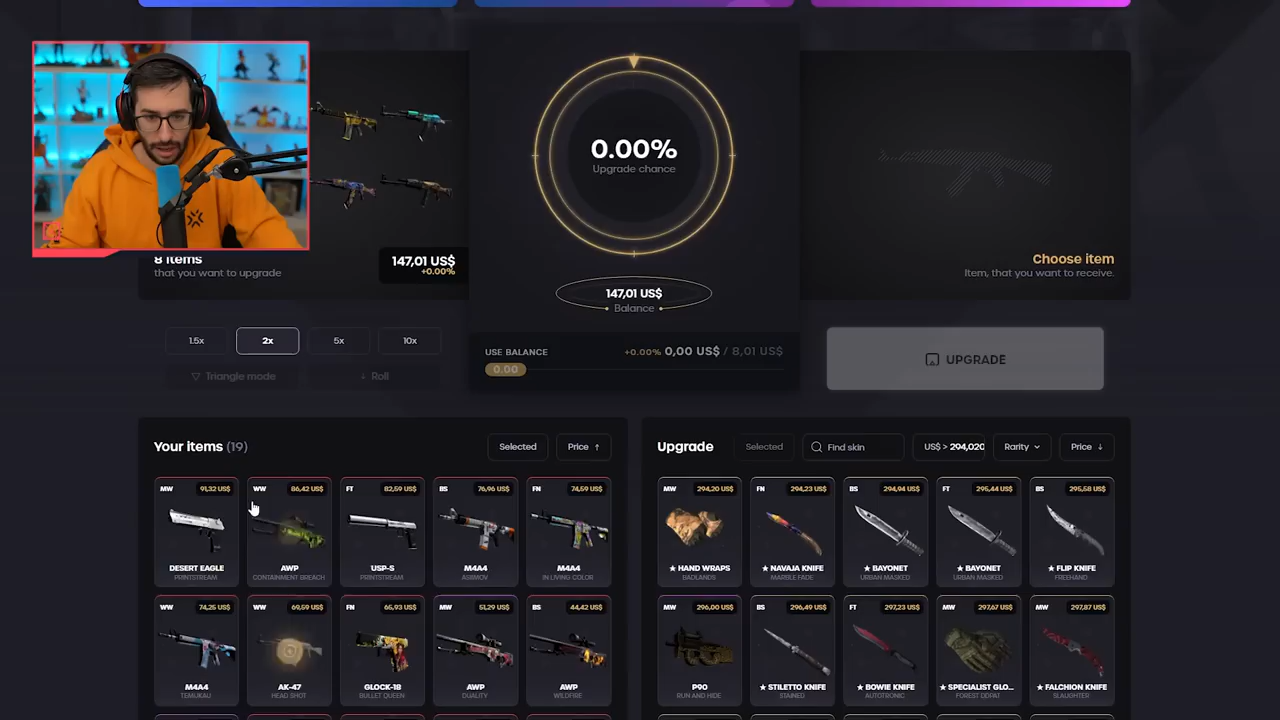 0.00%
Upgrade chance
8 items
that you want to upgrade
147,01 US$
+0.00%
147,01 US$
Balance
Choose item
Item, that you want to receive.
1.5x
2x
5x
10x
Triangle mode
Roll
USE BALANCE
+0.00% 0,00 US$ / 8,01 US$
0.00
UPGRADE
Your items (19)
Selected
Price ↑
Upgrade
Selected
Find skin
US$ > 294,020
Rarity
Price ↓
MW 91,32 US$
DESERT EAGLE
PRINTSTREAM
WW 86,42 US$
AWP
CONTAINMENT BREACH
FT 82,59 US$
USP-S
PRINTSTREAM
BS 76,96 US$
M4A4
ASIIMOV
FN 74,59 US$
M4A4
IN LIVING COLOR
MW 294,20 US$
★ HAND WRAPS
BADLANDS
FN 294,23 US$
★ NAVAJA KNIFE
MARBLE FADE
BS 294,94 US$
★ BAYONET
URBAN MASKED
FT 295,44 US$
★ BAYONET
URBAN MASKED
BS 295,58 US$
★ FLIP KNIFE
FREEHAND
WW 74,25 US$
M4A4
TEMUKAU
WW 69,59 US$
AK-47
HEAD SHOT
FN 65,93 US$
GLOCK-18
BULLET QUEEN
MW 51,29 US$
AWP
DUALITY
BS 44,42 US$
AWP
WILDFIRE
MW 296,00 US$
P90
RUN AND HIDE
BS 296,49 US$
★ STILETTO KNIFE
STAINED
FT 297,23 US$
★ BOWIE KNIFE
AUTOTRONIC
MW 297,67 US$
★ SPECIALIST GLO...
FOREST DDPAT
MW 297,87 US$
★ FALCHION KNIFE
SLAUGHTER